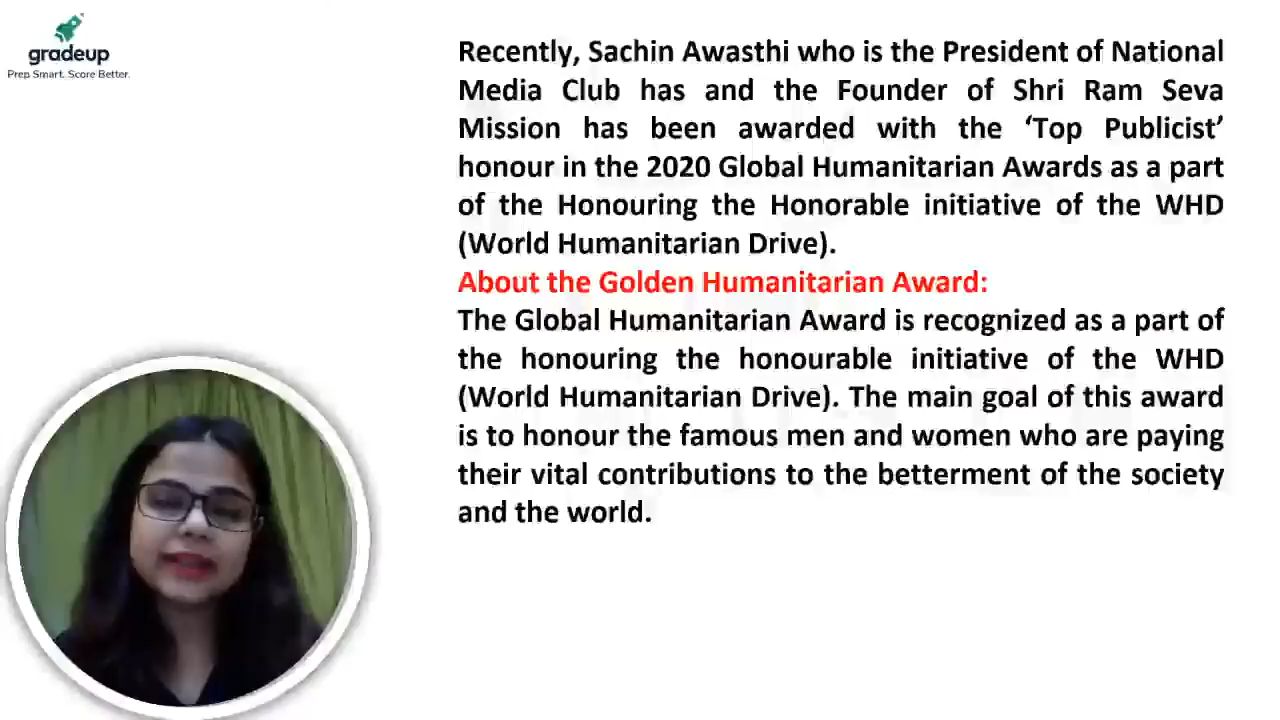 gradeup
Prep Smart. Score Better.
Recently, Sachin Awasthi who is the President of National
Media Club has and the Founder of Shri Ram Seva
Mission has been awarded with the ‘Top Publicist’
honour in the 2020 Global Humanitarian Awards as a part
of the Honouring the Honorable initiative of the WHD
(World Humanitarian Drive).
About the Golden Humanitarian Award:
The Global Humanitarian Award is recognized as a part of
the honouring the honourable initiative of the WHD
(World Humanitarian Drive). The main goal of this award
is to honour the famous men and women who are paying
their vital contributions to the betterment of the society
and the world.